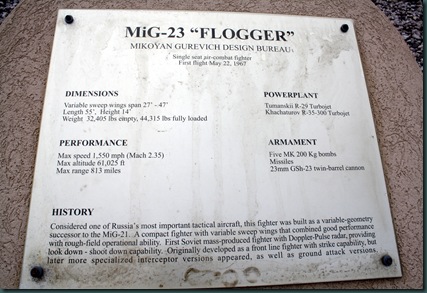 MiG-23 "FLOGGER"
MIKOYAN GUREVICH DESIGN BUREAU
Single seat air-combat fighter
First flight May 22, 1967
DIMENSIONS
Variable sweep wings span 27' - 47'
Length 55', Height 14'
Weight 32,405 lbs empty, 44,315 lbs fully loaded
POWERPLANT
Tumanskii R-29 Turbojet
Khachaturov R-35-300 Turbojet
PERFORMANCE
Max speed 1,550 mph (Mach 2.35)
Max altitude 61,025 ft
Max range 813 miles
ARMAMENT
Five MK 200 Kg bombs
Missiles
23mm GSh-23 twin-barrel cannon
HISTORY
Considered one of Russia's most important tactical aircraft, this fighter was built as a variable-geometry
successor to the MiG-21. A compact fighter with variable sweep wings that combined good performance
with rough-field operational ability. First Soviet mass-produced fighter with Doppler-Pulse radar, providing
look down - shoot down capability. Originally developed as a front line fighter with strike capability, but
later more specialized interceptor versions appeared, as well as ground attack versions.